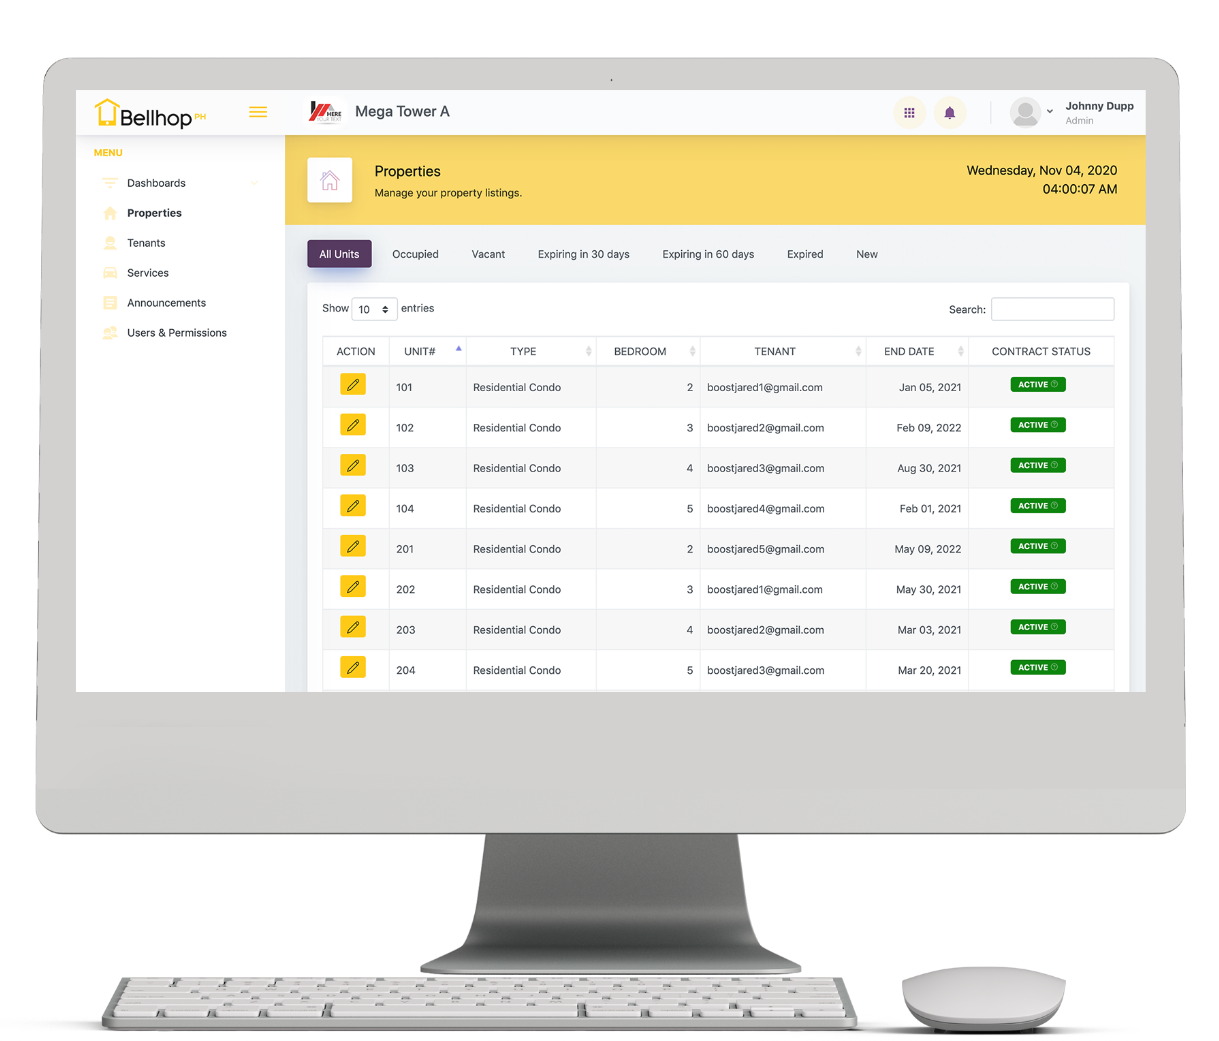 Bellhop PH
HERE
Mega Tower A
Johnny Dupp
Admin
MENU
Dashboards
Properties
Tenants
Services
Announcements
Users & Permissions
Properties
Manage your property listings.
Wednesday, Nov 04, 2020
04:00:07 AM
All Units Occupied Vacant Expiring in 30 days Expiring in 60 days Expired New
Show 10 entries Search:
ACTION UNIT# TYPE BEDROOM TENANT END DATE CONTRACT STATUS
101 Residential Condo 2 boostjared1@gmail.com Jan 05, 2021 ACTIVE
102 Residential Condo 3 boostjared2@gmail.com Feb 09, 2022 ACTIVE
103 Residential Condo 4 boostjared3@gmail.com Aug 30, 2021 ACTIVE
104 Residential Condo 5 boostjared4@gmail.com Feb 01, 2021 ACTIVE
201 Residential Condo 2 boostjared5@gmail.com May 09, 2022 ACTIVE
202 Residential Condo 3 boostjared1@gmail.com May 30, 2021 ACTIVE
203 Residential Condo 4 boostjared2@gmail.com Mar 03, 2021 ACTIVE
204 Residential Condo 5 boostjared3@gmail.com Mar 20, 2021 ACTIVE